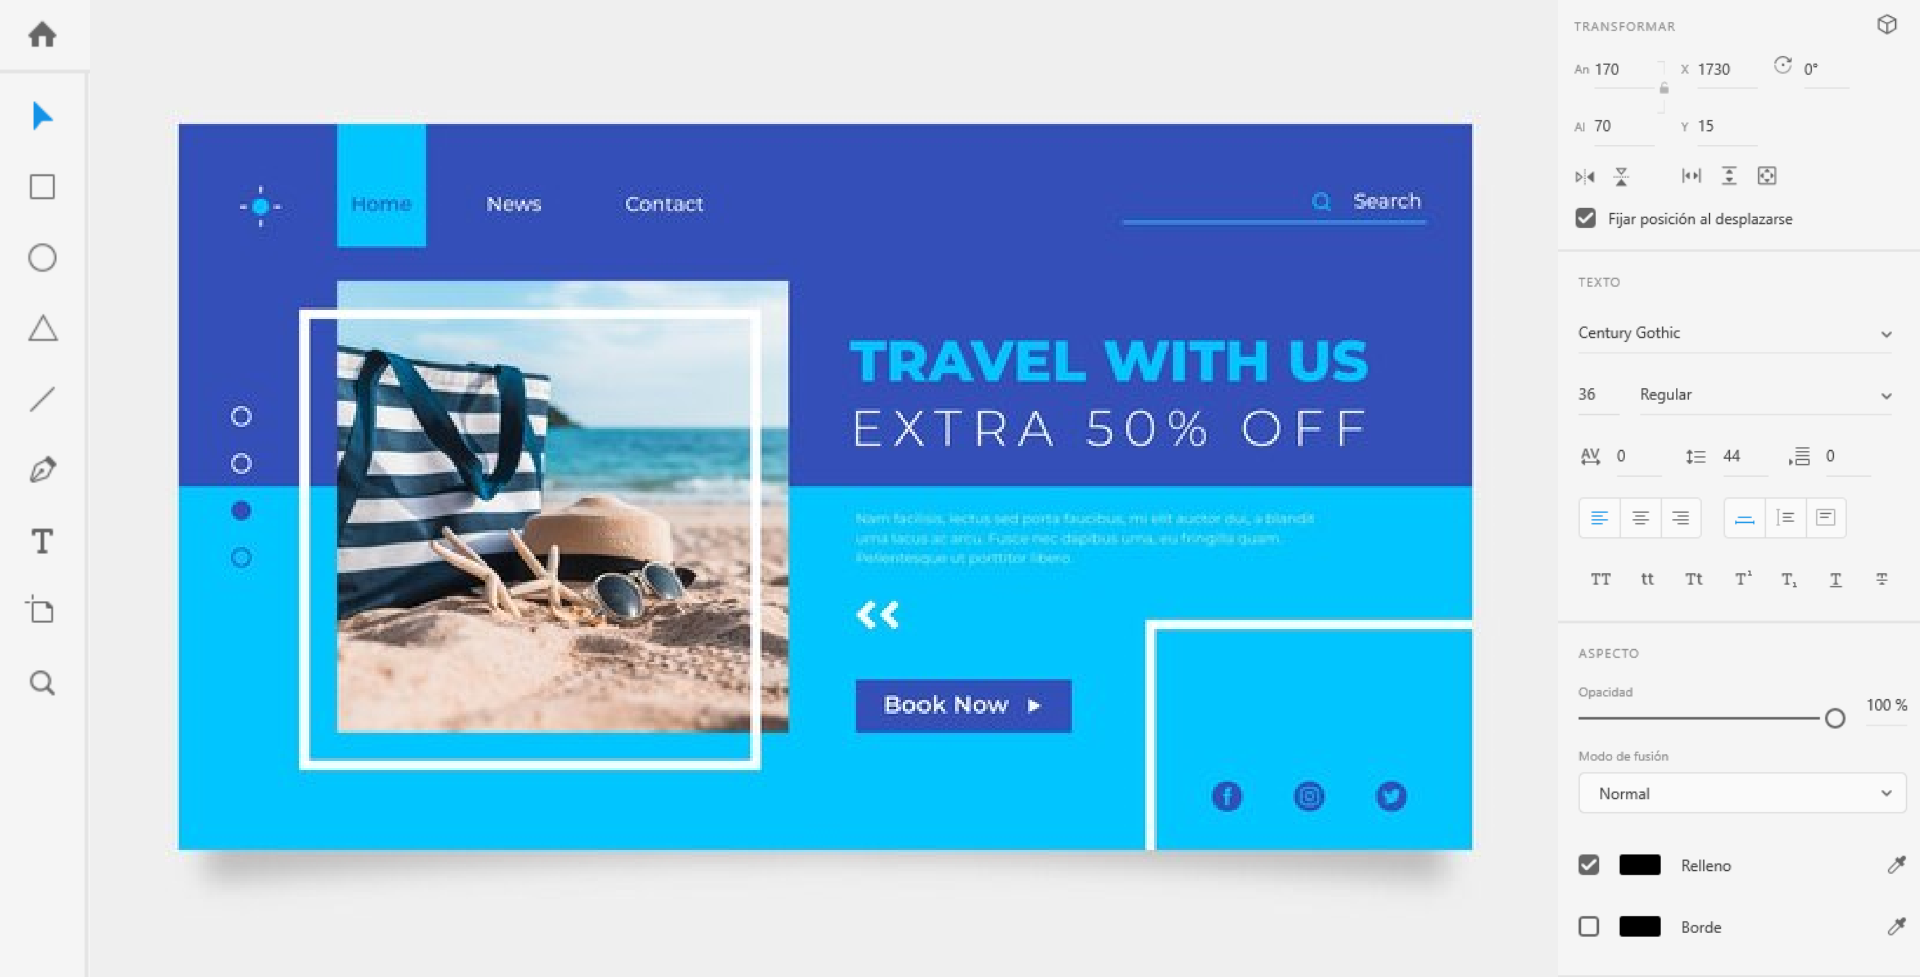 TRANSFORMAR
An 170
X 1730
0°
Al 70
Y 15
Fijar posición al desplazarse
TEXTO
Century Gothic
36
Regular
AV 0
44
0
TT tt Tt T¹ T₁ T T
ASPECTO
Opacidad
100 %
Modo de fusión
Normal
Relleno
Borde
T
Home
News
Contact
Search
TRAVEL WITH US
EXTRA 50% OFF
Nam facilisis, lectus sed porta faucibus, mi elit auctor dui, a blandit
urna lacus ac arcu. Fusce nec dapibus urna, eu fringilla quam.
Pellentesque ut porttitor libero.
Book Now